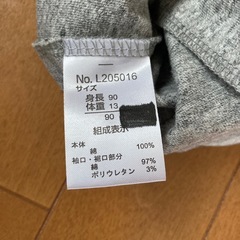 No. L205016
サイズ
身長 90
体重 13
90
組成表示
本体 綿 100%
袖口・裾口部分
綿 97%
ポリウレタン 3%